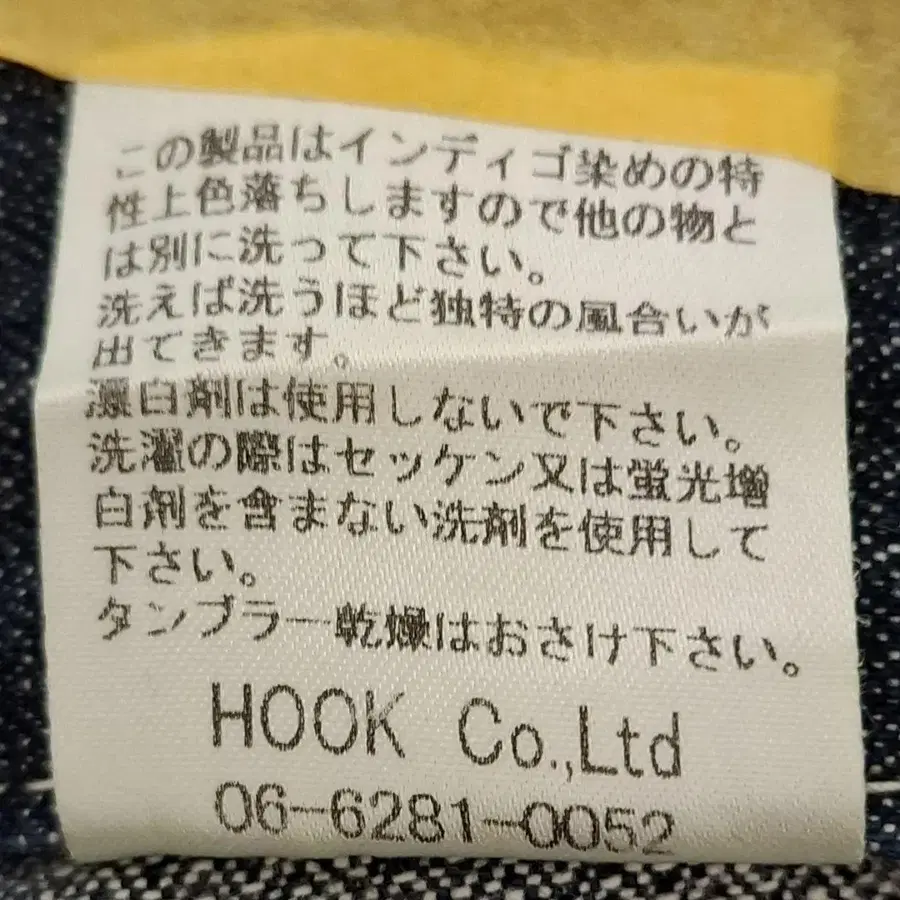 この製品はインディゴ染めの特
性上色落ちしますので他の物と
は別に洗って下さい。
洗えば洗うほど独特の風合いが
出てきます。
漂白剤は使用しないで下さい。
洗濯の際はセッケン又は蛍光増
白剤を含まない洗剤を使用して
下さい。
タンブラー乾燥はおさけ下さい。
HOOK Co.,Ltd
06-6281-0052